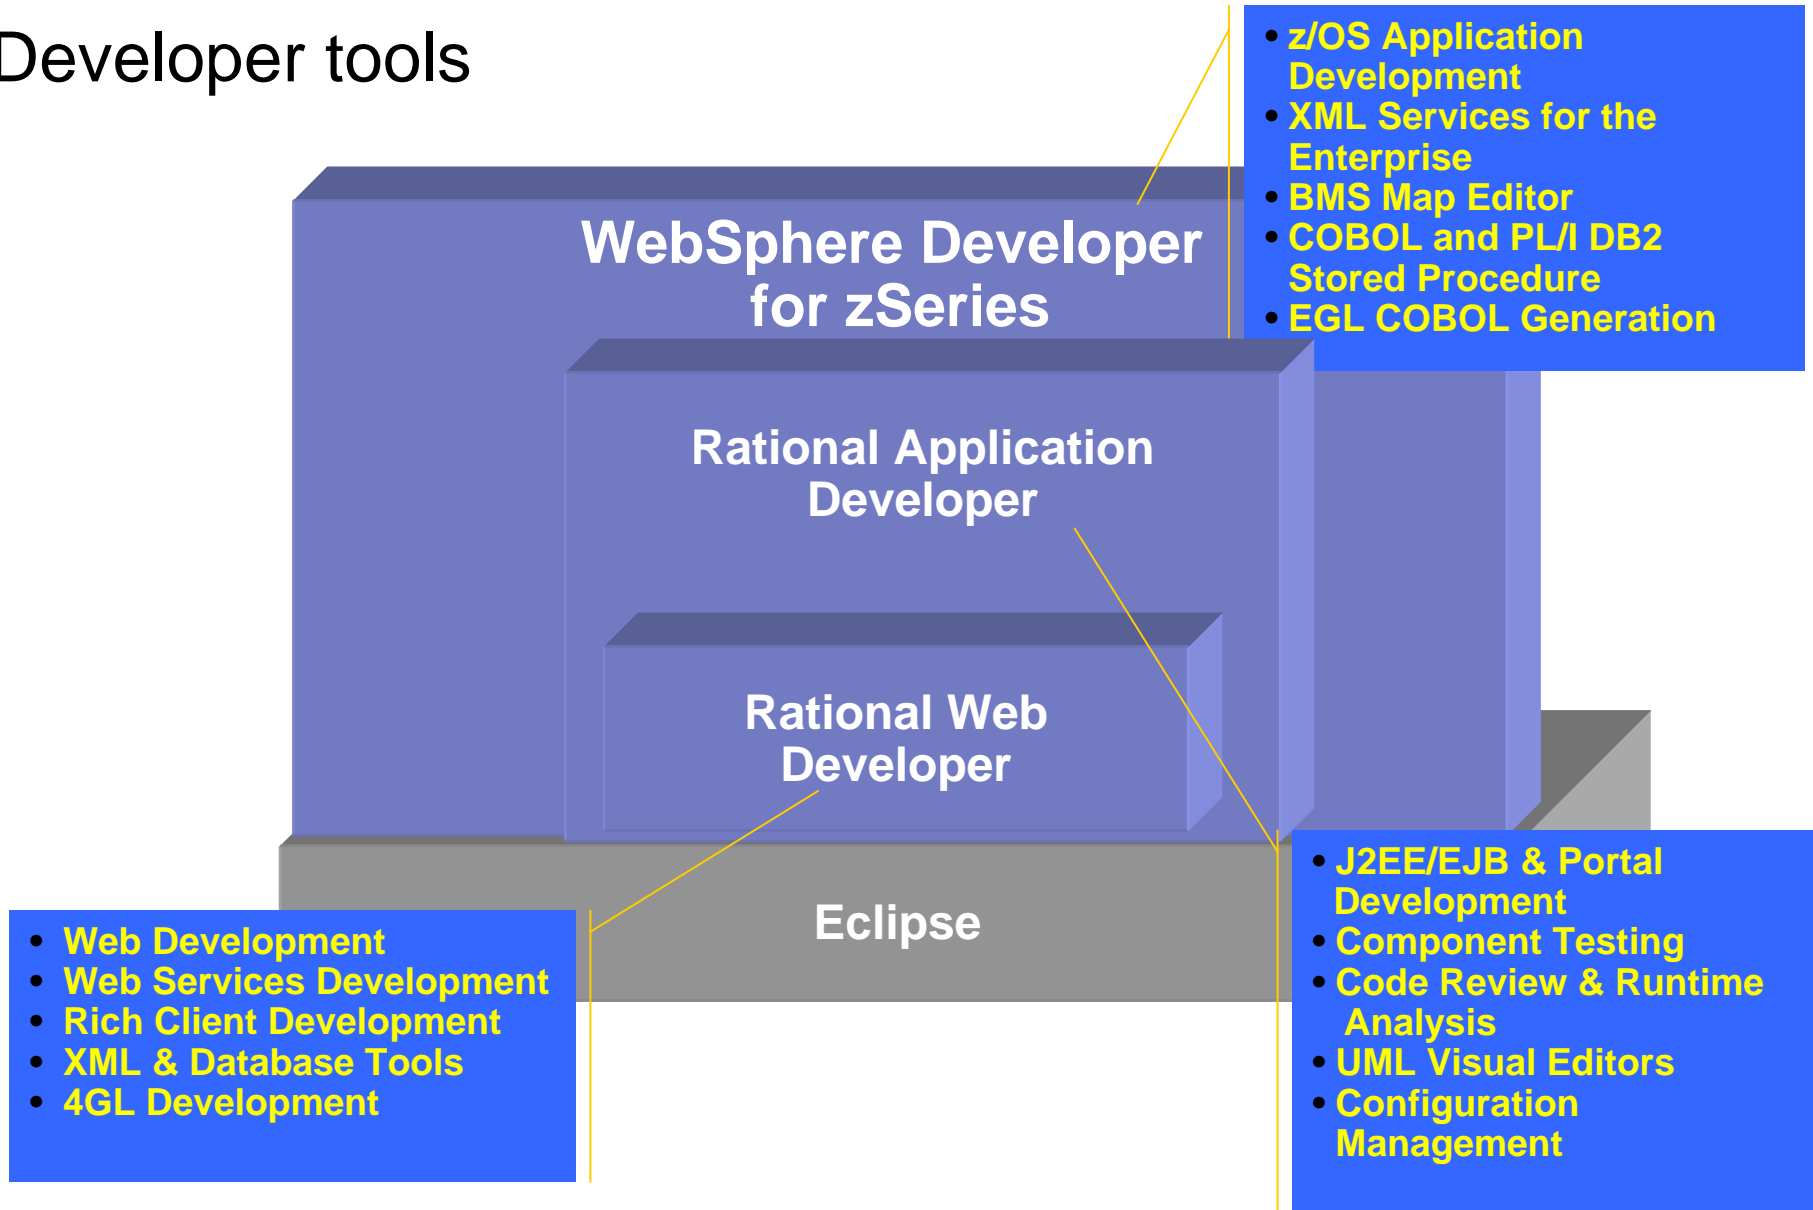 Developer tools
• z/OS Application
Development
• XML Services for the
Enterprise
• BMS Map Editor
• COBOL and PL/I DB2
Stored Procedure
• EGL COBOL Generation
WebSphere Developer
for zSeries
Rational Application
Developer
Rational Web
Developer
Eclipse
• Web Development
• Web Services Development
• Rich Client Development
• XML & Database Tools
• 4GL Development
• J2EE/EJB & Portal
Development
• Component Testing
• Code Review & Runtime
Analysis
• UML Visual Editors
• Configuration
Management